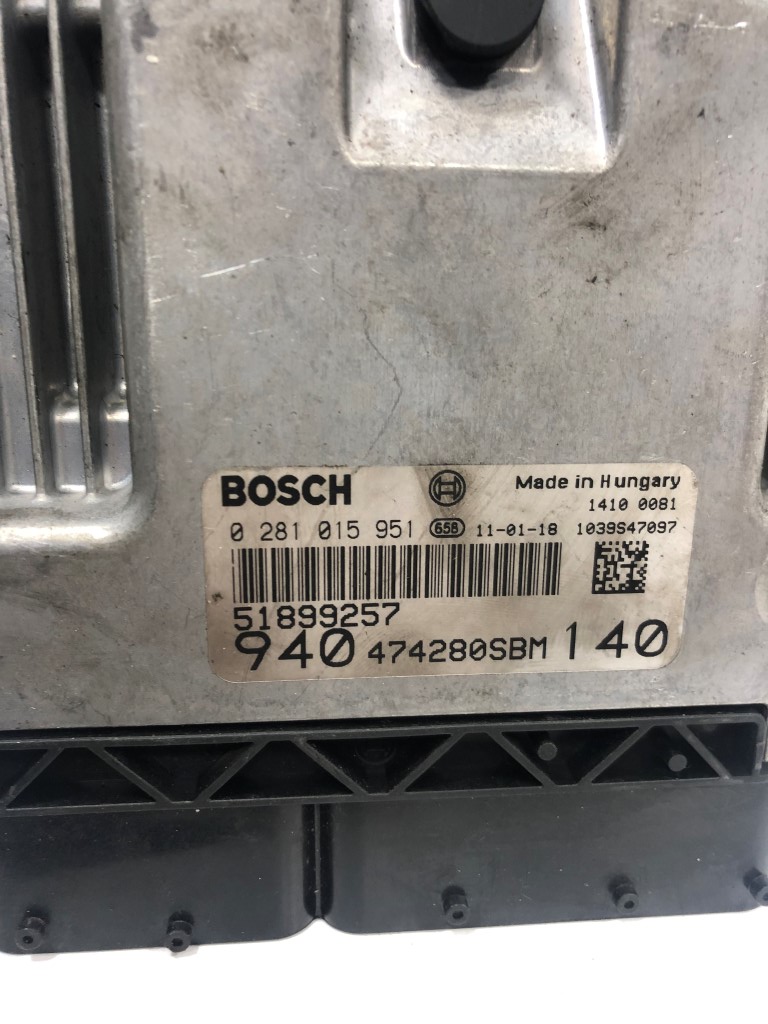 BOSCH Made in Hungary
1410 0081
0 281 015 951 658 11-01-18 1039S47097
51899257
940 474280SBM 140